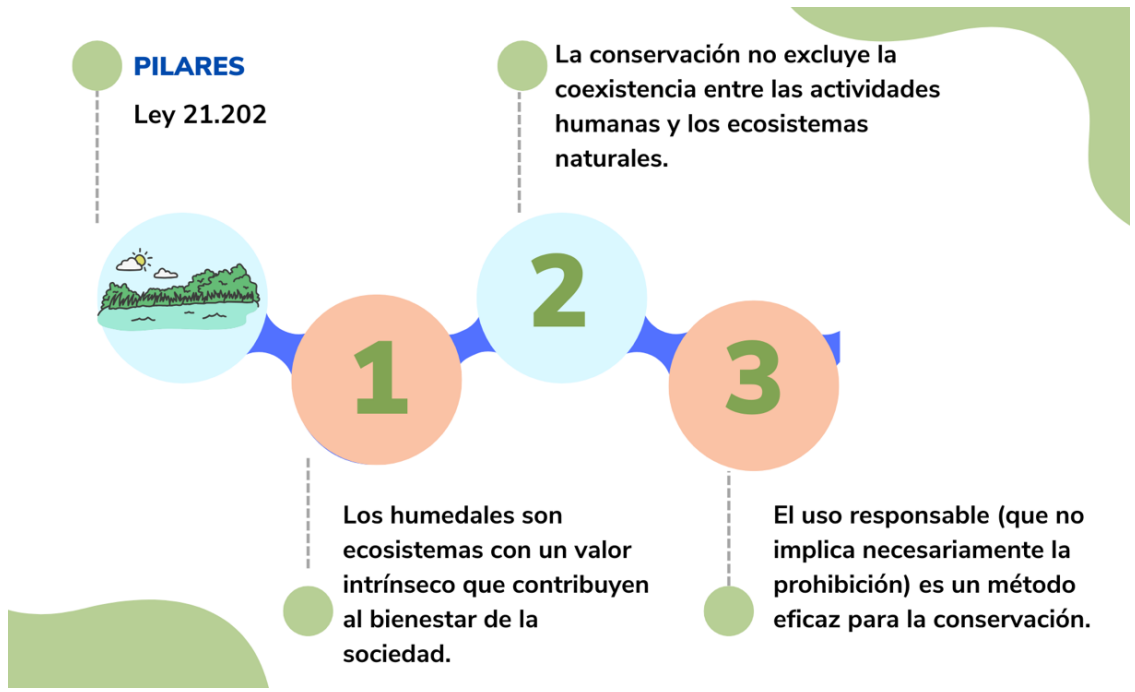 PILARES
Ley 21.202
1
Los humedales son
ecosistemas con un valor
intrínseco que contribuyen
al bienestar de la
sociedad.
2
La conservación no excluye la
coexistencia entre las actividades
humanas y los ecosistemas
naturales.
3
El uso responsable (que no
implica necesariamente la
prohibición) es un método
eficaz para la conservación.